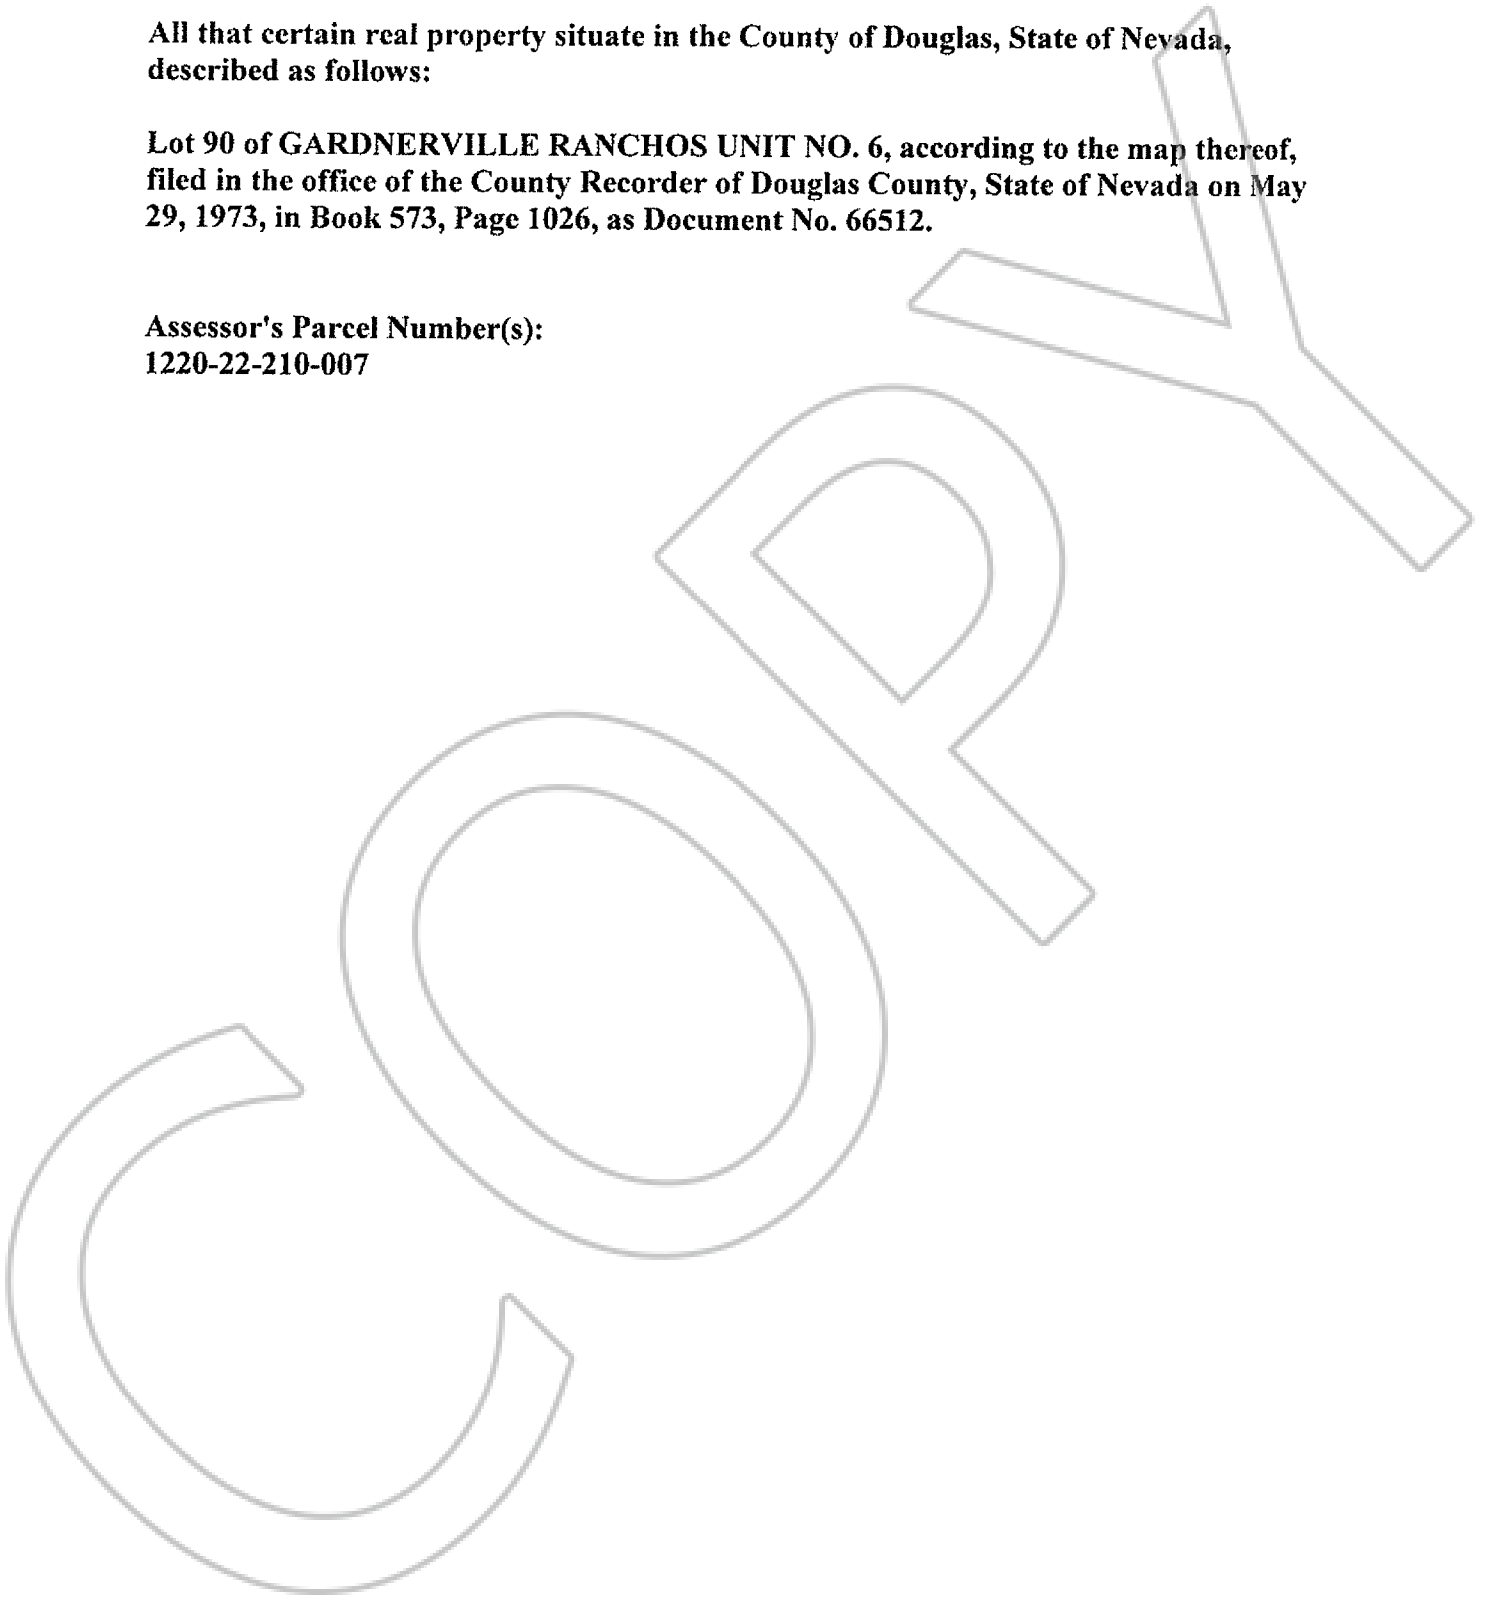 All that certain real property situate in the County of Douglas, State of Nevada,
described as follows:
Lot 90 of GARDNERVILLE RANCHOS UNIT NO. 6, according to the map thereof,
filed in the office of the County Recorder of Douglas County, State of Nevada on May
29, 1973, in Book 573, Page 1026, as Document No. 66512.
Assessor's Parcel Number(s):
1220-22-210-007
COPY